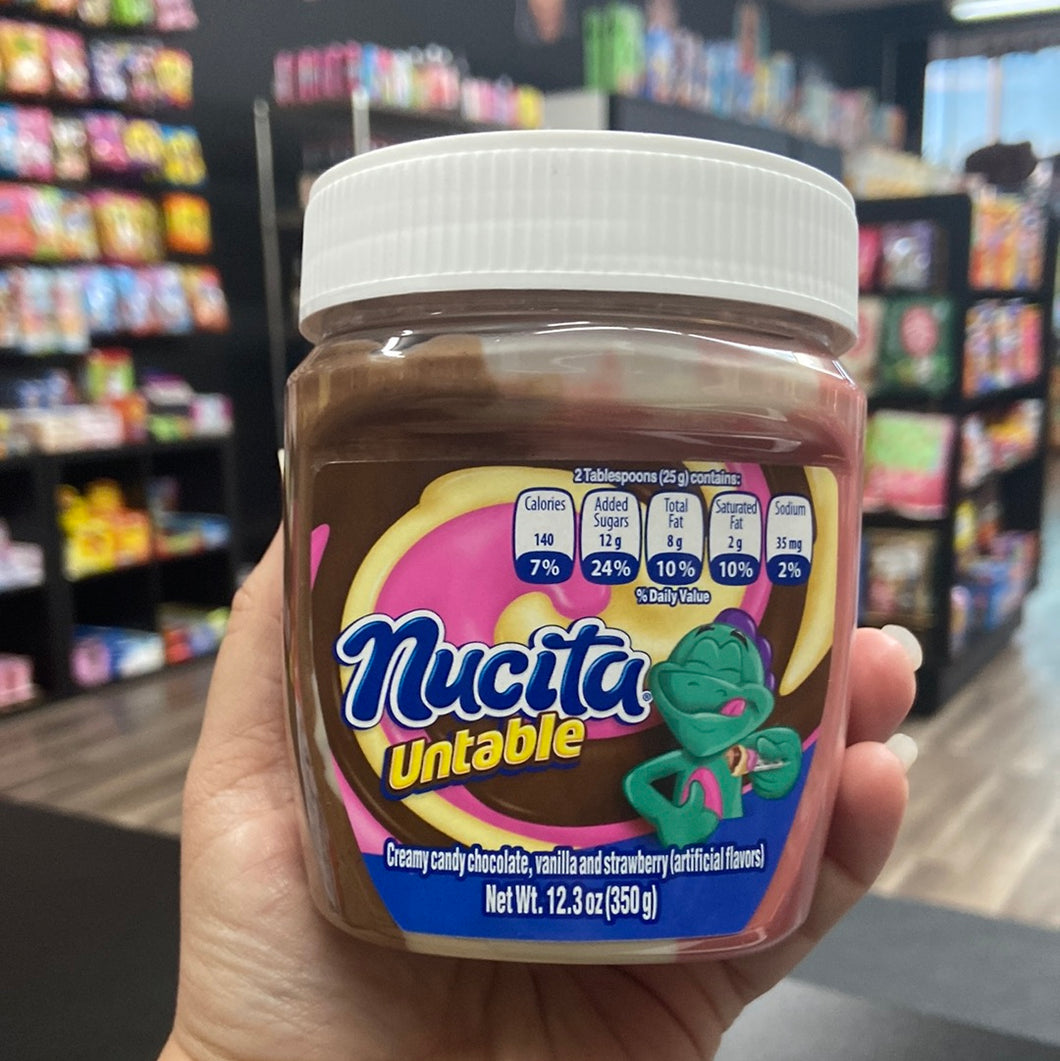 2 Tablespoons (25 g) contains:
Calories
140
7%
Added
Sugars
12 g
24%
Total
Fat
8 g
10%
Saturated
Fat
2 g
10%
Sodium
35 mg
2%
% Daily Value
Nucita®
Untable
Creamy candy chocolate, vanilla and strawberry (artificial flavors)
Net Wt. 12.3 oz (350 g)